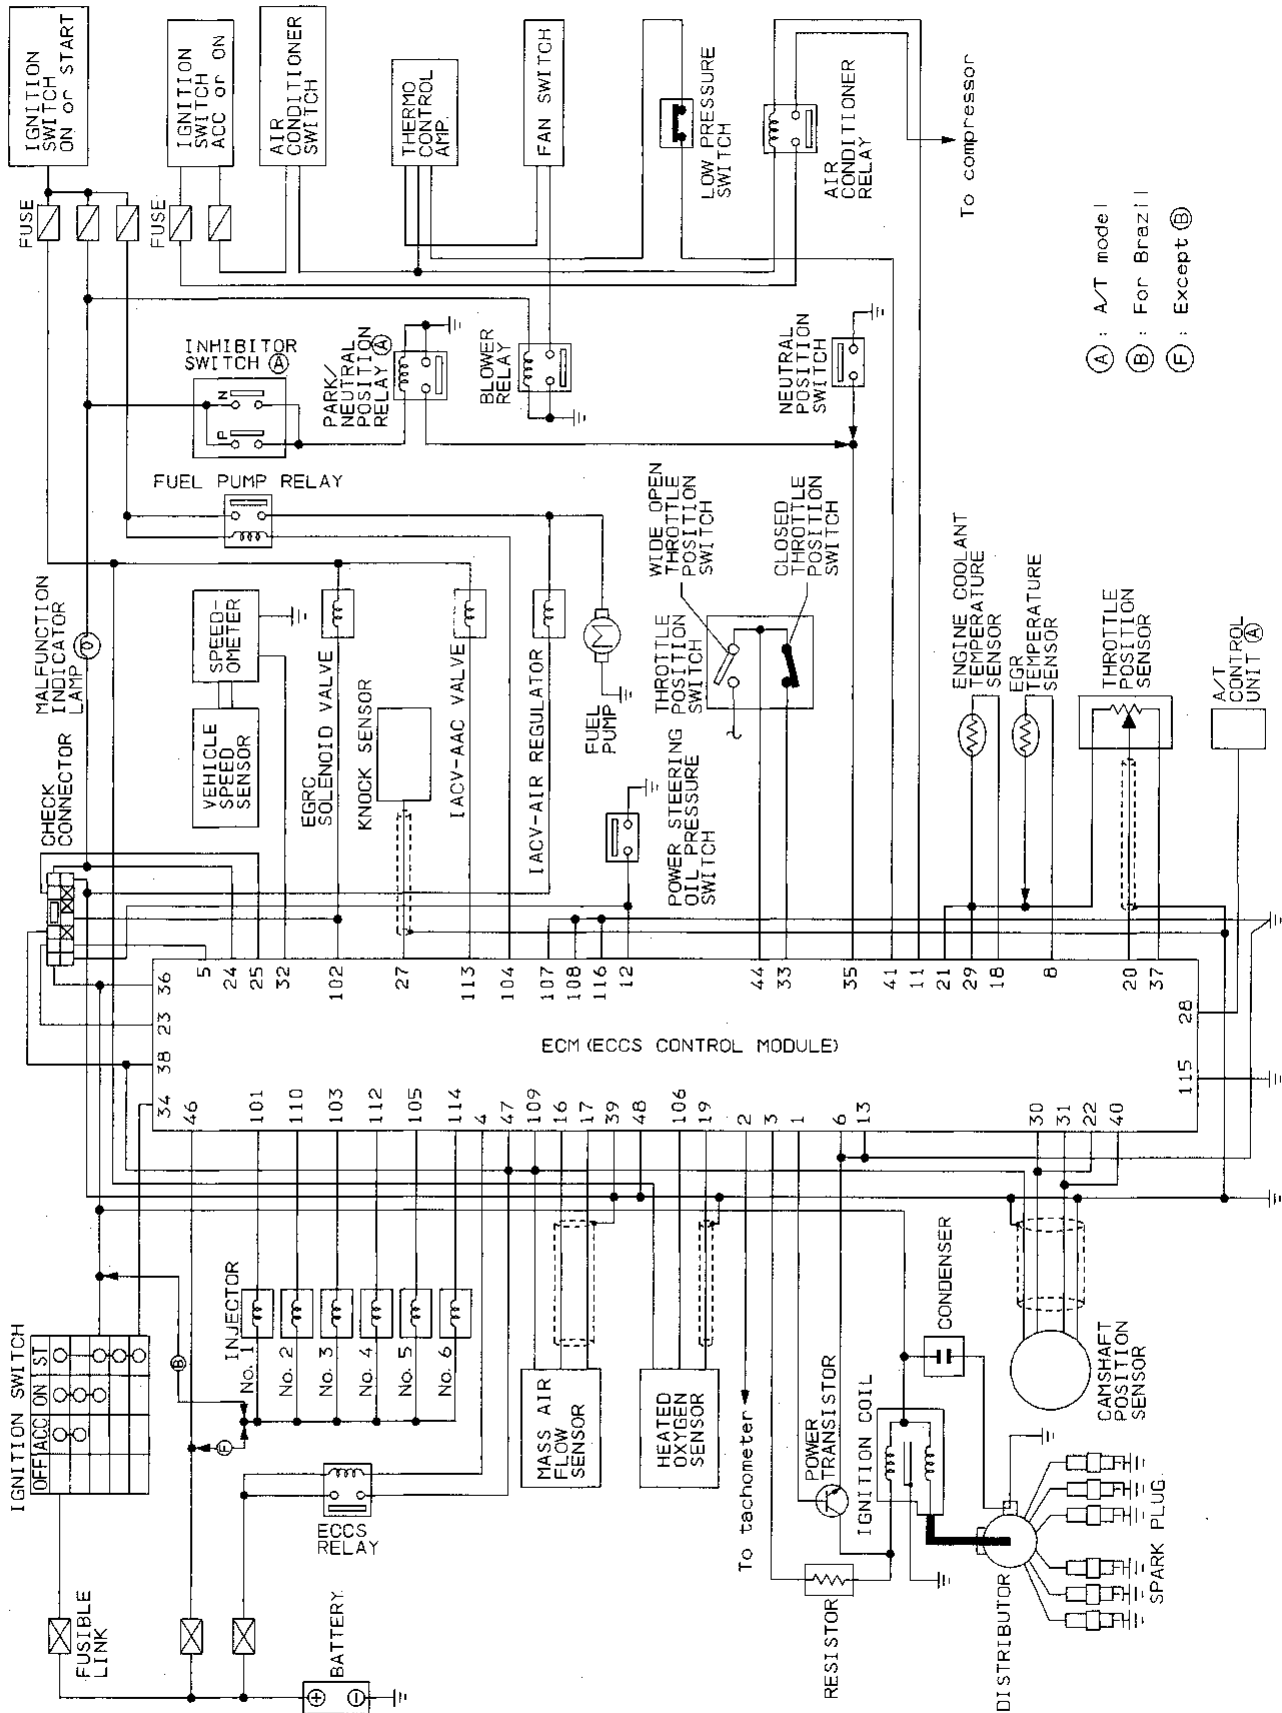 IGNITION SWITCH
OFF ACC ON ST
FUSIBLE
LINK
BATTERY
ECCS
RELAY
INJECTOR
No. 1
No. 2
No. 3
No. 4
No. 5
No. 6
B
F
MASS AIR
FLOW
SENSOR
HEATED
OXYGEN
SENSOR
To tachometer
POWER
TRANSISTOR
IGNITION COIL
RESISTOR
CONDENSER
DISTRIBUTOR
SPARK PLUG
CAMSHAFT
POSITION
SENSOR
34
46
101
110
103
112
105
114
4
47
109
16
17
39
48
106
19
2
3
1
6
13
30
31
22
40
38
23
36
ECM (ECCS CONTROL MODULE)
115
28
5
24
25
32
102
27
113
104
107
108
116
12
44
33
35
41
11
21
29
18
8
20
37
CHECK
CONNECTOR
MALFUNCTION
INDICATOR
LAMP
VEHICLE
SPEED
SENSOR
SPEED-
OMETER
EGRC
SOLENOID VALVE
KNOCK SENSOR
IACV-AAC VALVE
IACV-AIR REGULATOR
FUEL
PUMP
M
POWER STEERING
OIL PRESSURE
SWITCH
THROTTLE
POSITION
SWITCH
WIDE OPEN
THROTTLE
POSITION
SWITCH
CLOSED
THROTTLE
POSITION
SWITCH
ENGINE COOLANT
TEMPERATURE
SENSOR
EGR
TEMPERATURE
SENSOR
THROTTLE
POSITION
SENSOR
A/T
CONTROL
UNIT A
FUEL PUMP RELAY
INHIBITOR
SWITCH A
P
N
PARK/
NEUTRAL
POSITION
RELAY A
BLOWER
RELAY
NEUTRAL
POSITION
SWITCH
FUSE
FUSE
IGNITION
SWITCH
ON or START
IGNITION
SWITCH
ACC or ON
AIR
CONDITIONER
SWITCH
THERMO
CONTROL
AMP.
FAN SWITCH
LOW PRESSURE
SWITCH
AIR
CONDITIONER
RELAY
To compressor
A : A/T model
B : For Brazil
F : Except B